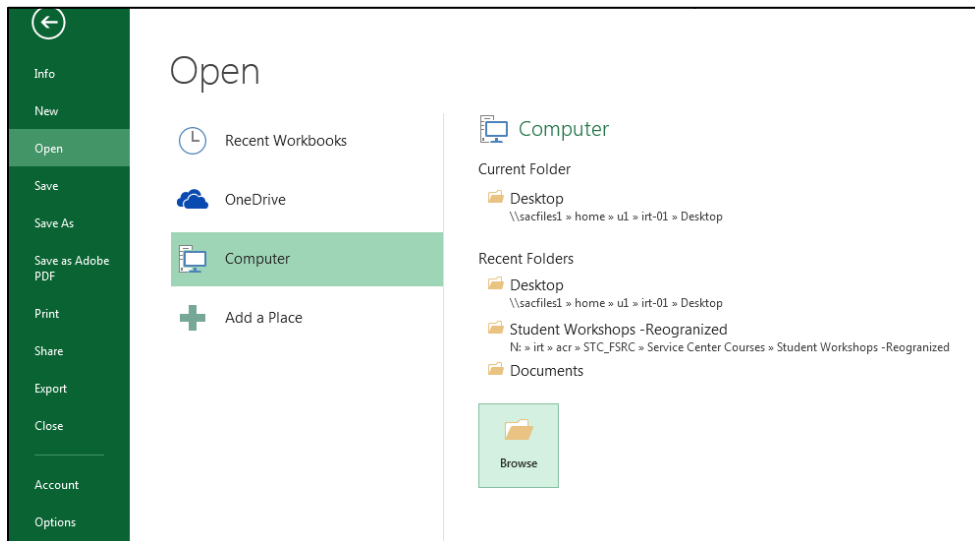 Info
New
Open
Save
Save As
Save as Adobe
PDF
Print
Share
Export
Close
Account
Options
Open
Recent Workbooks
OneDrive
Computer
Add a Place
Computer
Current Folder
Desktop
\\sacfiles1 » home » u1 » irt-01 » Desktop
Recent Folders
Desktop
\\sacfiles1 » home » u1 » irt-01 » Desktop
Student Workshops -Reogranized
N: » irt » acr » STC_FSRC » Service Center Courses » Student Workshops -Reogranized
Documents
Browse